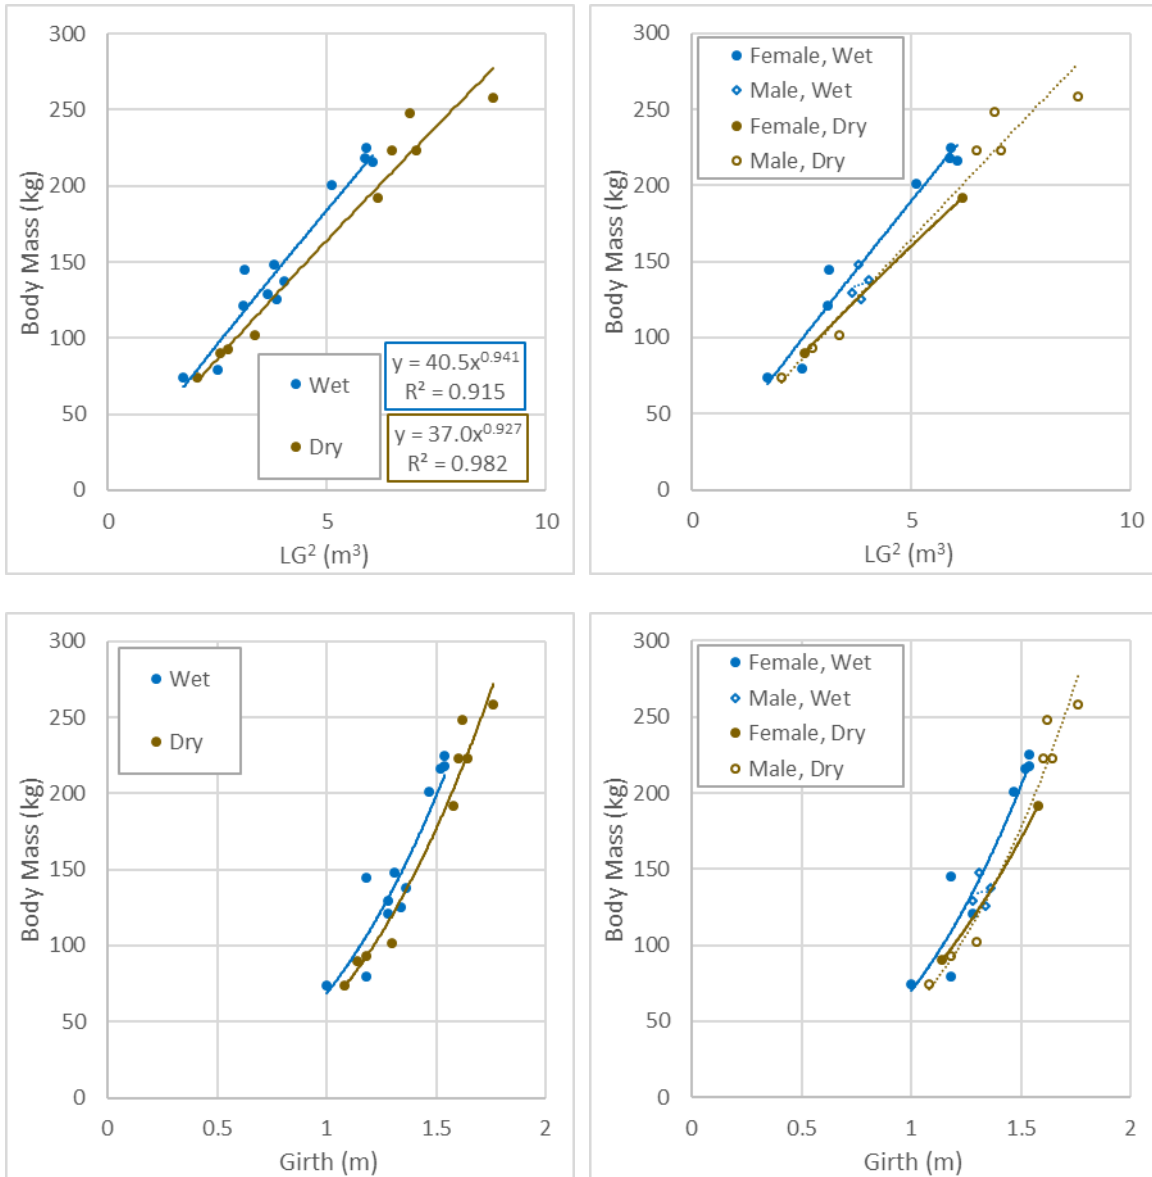 300
250
200
150
100
50
0
Body Mass (kg)
Wet
Dry
y = 40.5x^0.941
R² = 0.915
y = 37.0x^0.927
R² = 0.982
0 5 10
LG² (m³)
300
250
200
150
100
50
0
Body Mass (kg)
Female, Wet
Male, Wet
Female, Dry
Male, Dry
0 5 10
LG² (m³)
300
250
200
150
100
50
0
Body Mass (kg)
Wet
Dry
0 0.5 1 1.5 2
Girth (m)
300
250
200
150
100
50
0
Body Mass (kg)
Female, Wet
Male, Wet
Female, Dry
Male, Dry
0 0.5 1 1.5 2
Girth (m)